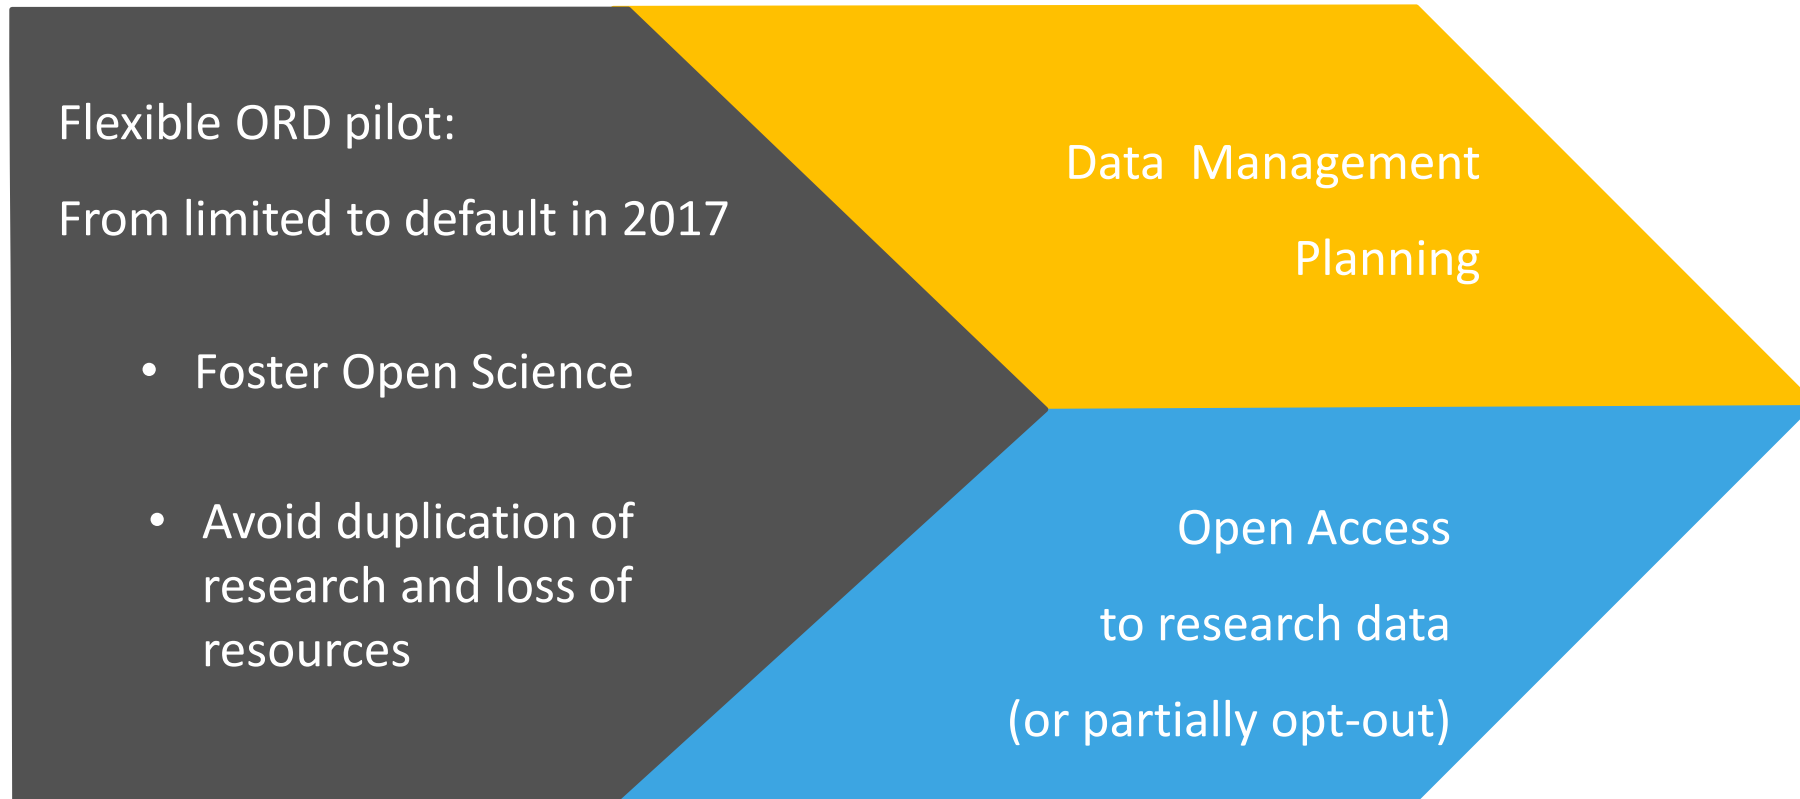 Flexible ORD pilot:
From limited to default in 2017
• Foster Open Science
• Avoid duplication of
research and loss of
resources
Data  Management
Planning
Open Access
to research data
(or partially opt-out)